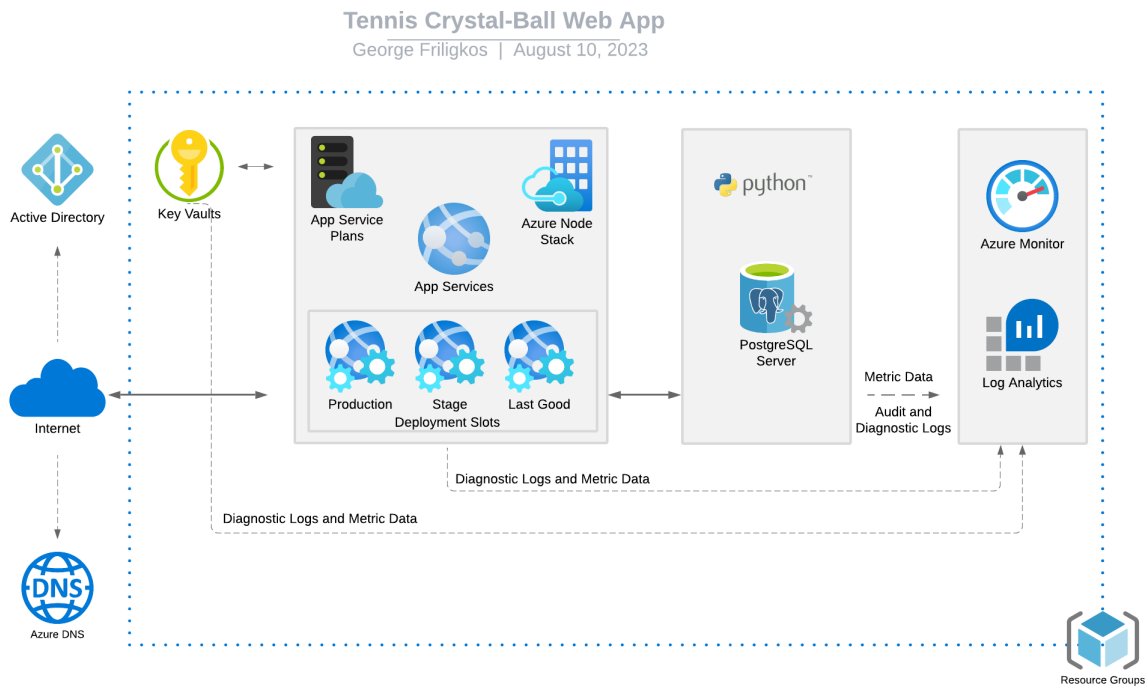 Tennis Crystal-Ball Web App
George Friligkos | August 10, 2023
Active Directory
Key Vaults
App Service
Plans
Azure Node
Stack
App Services
python™
Azure Monitor
PostgreSQL
Server
Log Analytics
Production
Stage
Last Good
Deployment Slots
Metric Data
Audit and
Diagnostic Logs
Internet
Diagnostic Logs and Metric Data
Diagnostic Logs and Metric Data
DNS
Azure DNS
Resource Groups